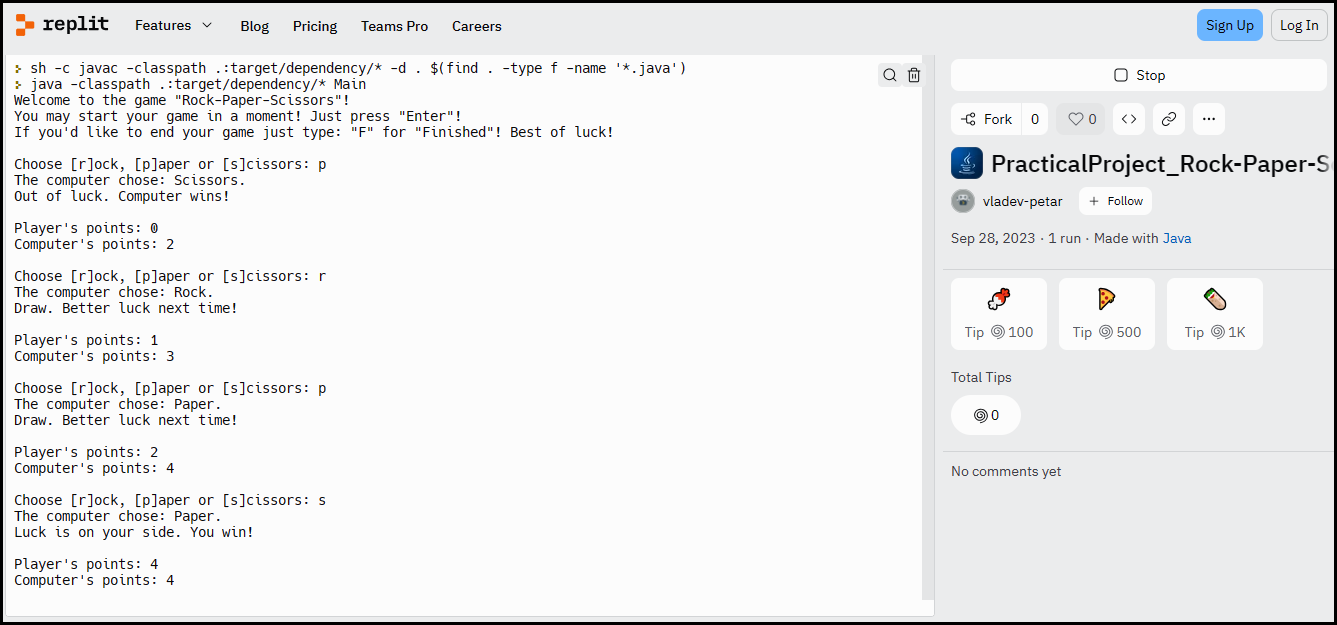 replit Features Blog Pricing Teams Pro Careers Sign Up Log In
sh -c javac -classpath .:target/dependency/* -d . $(find . -type f -name '*.java')
java -classpath .:target/dependency/* Main
Welcome to the game "Rock-Paper-Scissors"!
You may start your game in a moment! Just press "Enter"!
If you'd like to end your game just type: "F" for "Finished"! Best of luck!
Choose [r]ock, [p]aper or [s]cissors: p
The computer chose: Scissors.
Out of luck. Computer wins!
Player's points: 0
Computer's points: 2
Choose [r]ock, [p]aper or [s]cissors: r
The computer chose: Rock.
Draw. Better luck next time!
Player's points: 1
Computer's points: 3
Choose [r]ock, [p]aper or [s]cissors: p
The computer chose: Paper.
Draw. Better luck next time!
Player's points: 2
Computer's points: 4
Choose [r]ock, [p]aper or [s]cissors: s
The computer chose: Paper.
Luck is on your side. You win!
Player's points: 4
Computer's points: 4
Stop
Fork 0 0
PracticalProject_Rock-Paper-S
vladev-petar + Follow
Sep 28, 2023 · 1 run · Made with Java
Tip 100 Tip 500 Tip 1K
Total Tips
0
No comments yet